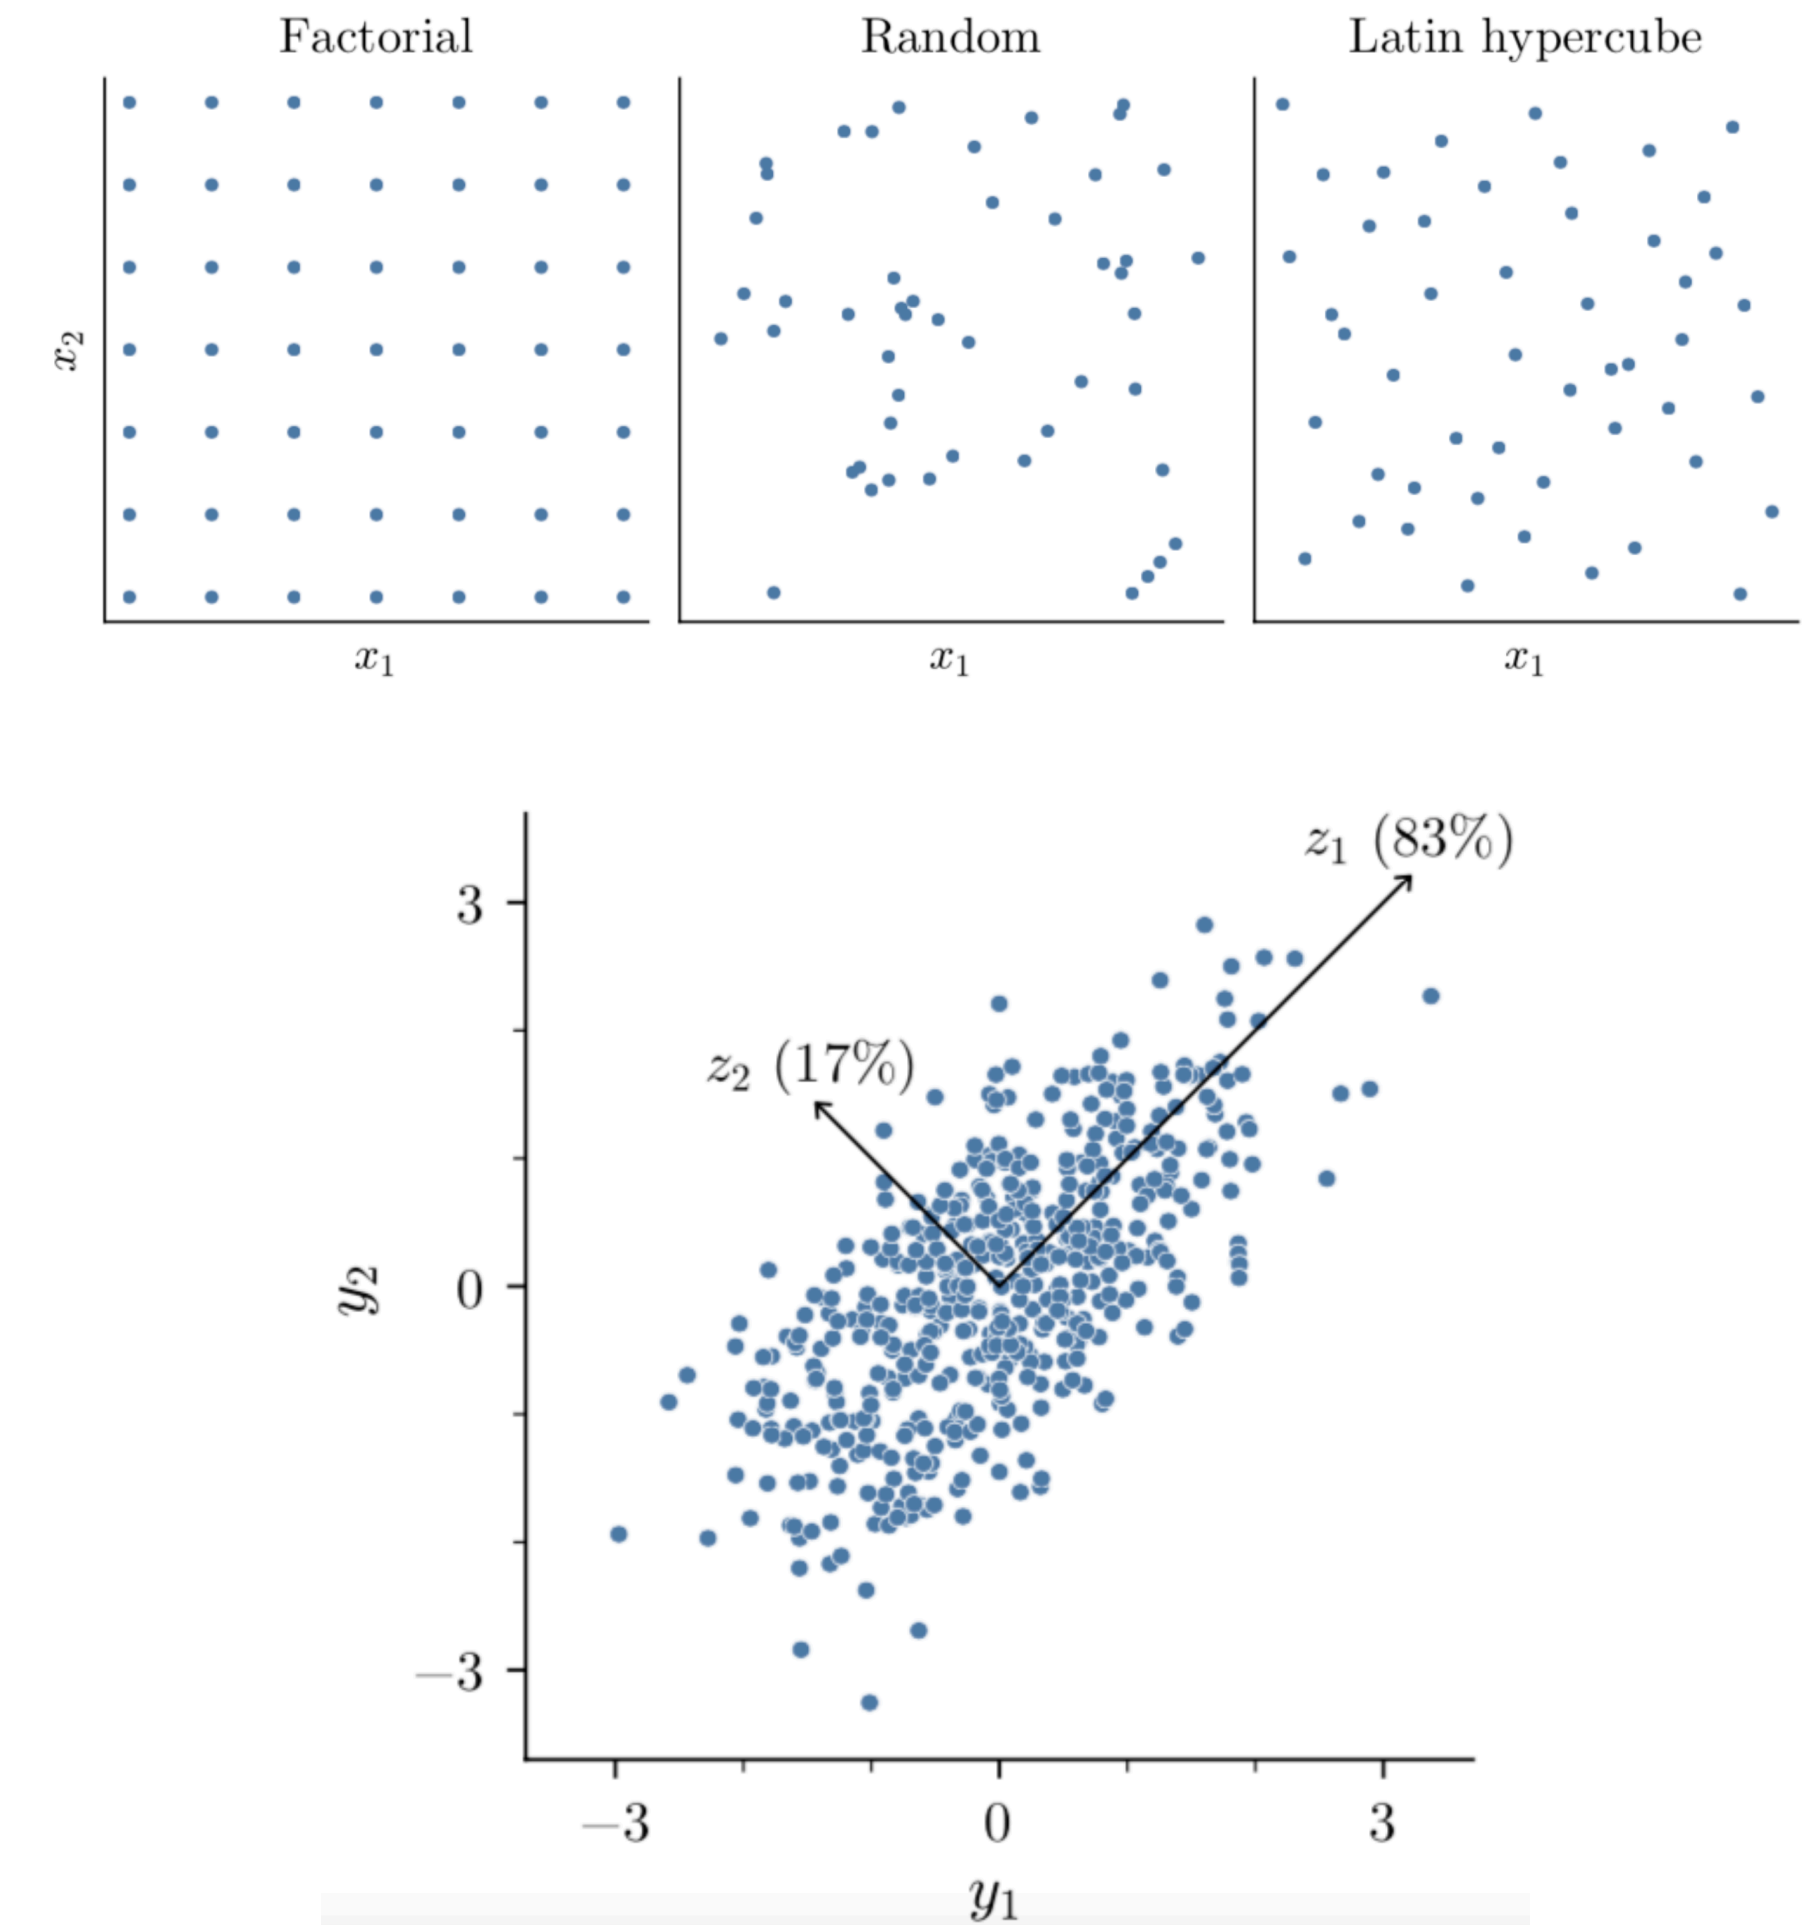 Factorial
Random
Latin hypercube
x₂
x₁
x₁
x₁
z₁ (83%)
3
z₂ (17%)
y₂
0
−3
−3
0
3
y₁